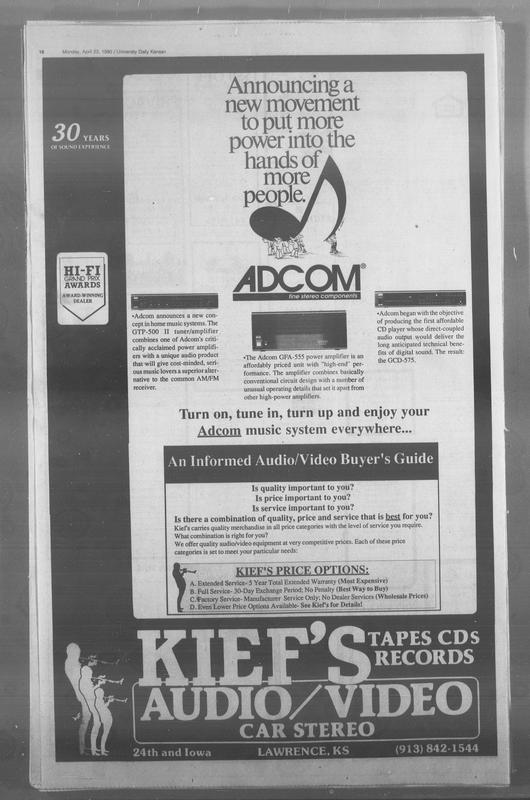 16 Monday, April 23, 1990 / University Daily Kansan
30 YEARS
OF SOUND EXPERIENCE
Announcing a
new movement
to put more
power into the
hands of
more
people.
HI-FI
GRAND PRIX
AWARDS
AWARD-WINNING
DEALER
ADCOM®
fine stereo components
•Adcom announces a new con-
cept in home music systems. The
GTP-500 II tuner/amplifier
combines one of Adcom's criti-
cally acclaimed power amplifi-
ers with a unique audio product
that will give cost-minded, seri-
ous music lovers a superior alter-
native to the common AM/FM
receiver.
•The Adcom GFA-555 power amplifier is an
affordably priced unit with "high-end" per-
formance. The amplifier combines basically
conventional circuit design with a number of
unusual operating details that set it apart from
other high-power amplifiers.
•Adcom began with the objective
of producing the first affordable
CD player whose direct-coupled
audio output would deliver the
long anticipated technical bene-
fits of digital sound. The result:
the GCD-575.
Turn on, tune in, turn up and enjoy your
Adcom music system everywhere...
An Informed Audio/Video Buyer's Guide
Is quality important to you?
Is price important to you?
Is service important to you?
Is there a combination of quality, price and service that is best for you?
Kief's carries quality merchandise in all price categories with the level of service you require.
What combination is right for you?
We offer quality audio/video equipment at very competitive prices. Each of these price
categories is set to meet your particular needs:
KIEF'S PRICE OPTIONS:
A. Extended Service- 5 Year Total Extended Warranty (Most Expensive)
B. Full Service- 30-Day Exchange Period; No Penalty (Best Way to Buy)
C. Factory Service- Manufacturer Service Only; No Dealer Services (Wholesale Prices)
D. Even Lower Price Options Available- See Kief's for Details!
KIEF'S
TAPES CDs
RECORDS
AUDIO/VIDEO
CAR STEREO
24th and Iowa LAWRENCE, KS (913) 842-1544